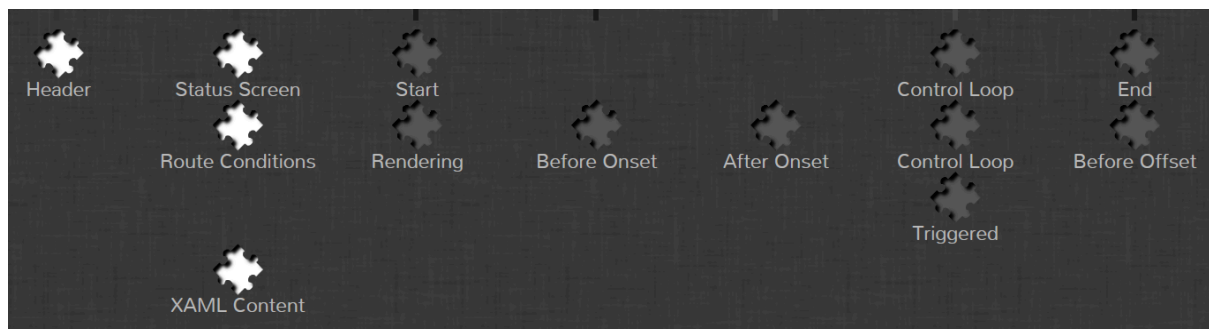 Header
Status Screen
Start
Control Loop
End
Route Conditions
Rendering
Before Onset
After Onset
Control Loop
Before Offset
Triggered
XAML Content